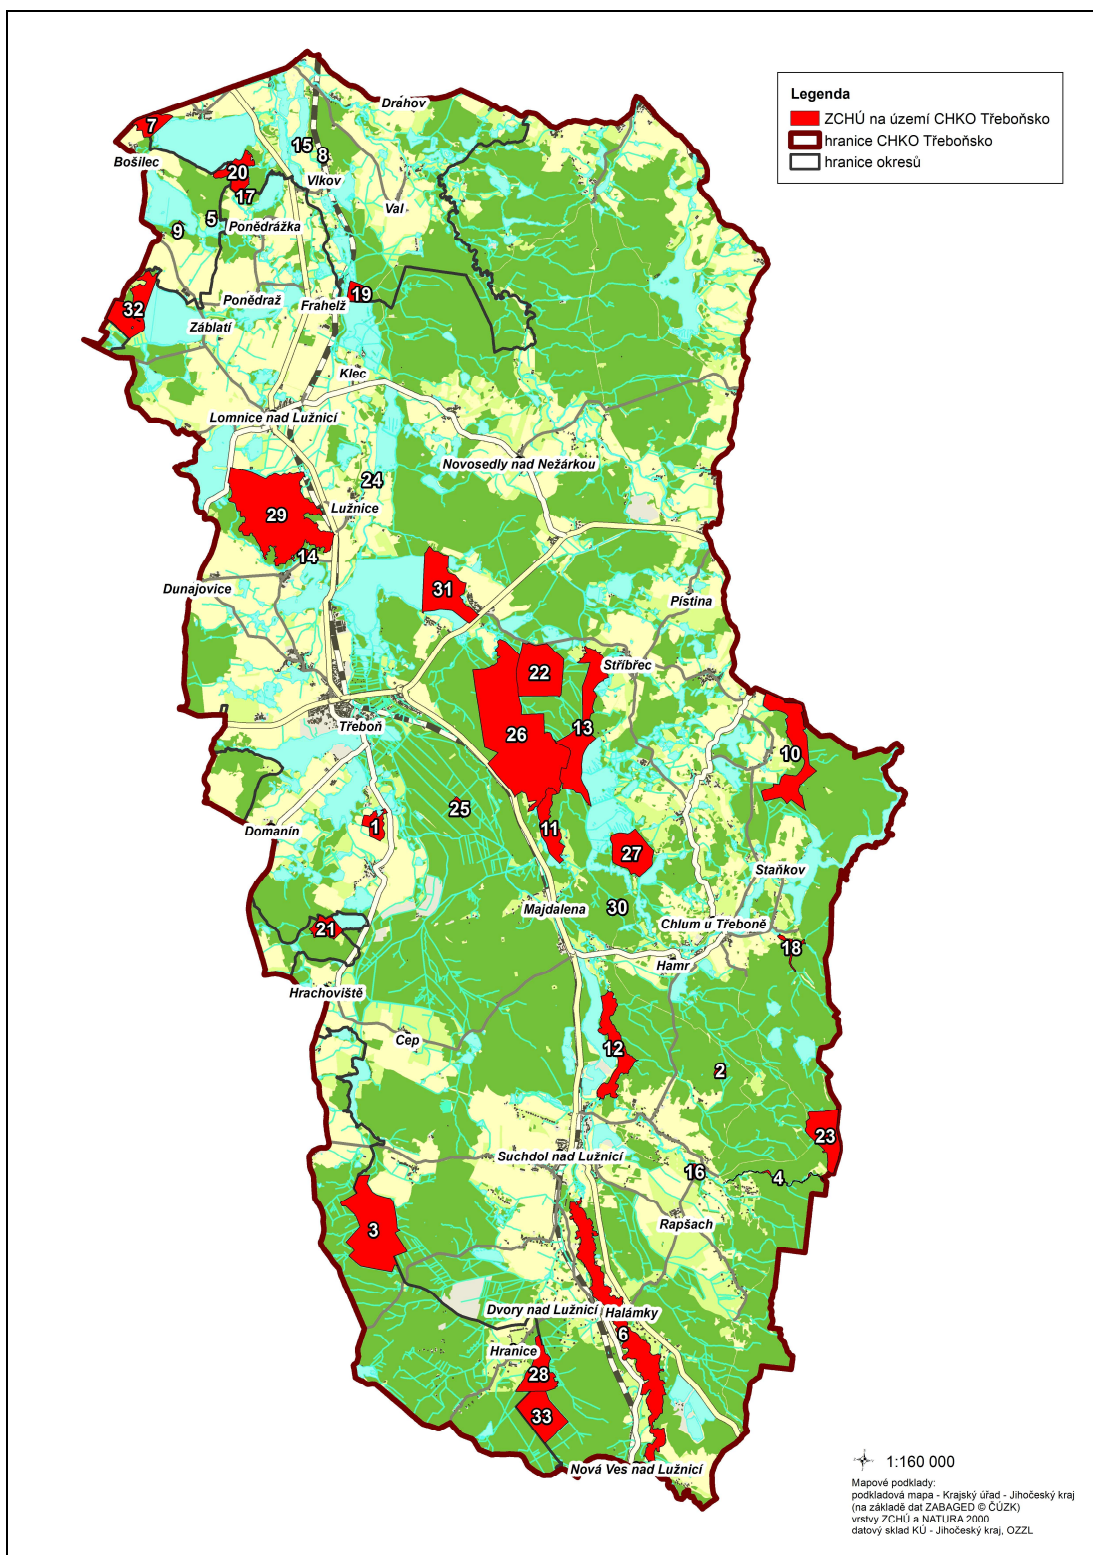 Legenda
ZCHÚ na území CHKO Třeboňsko
hranice CHKO Třeboňsko
hranice okresů
Dráhov
7
15
8
Bošilec
20
Vlkov
17
Val
5
9
Ponědrážka
19
Ponědraž
Frahelž
32
Záblatí
Klec
Lomnice nad Lužnicí
Novosedly nad Nežárkou
24
Lužnice
29
14
Dunajovice
31
Pístina
Stříbřec
22
13
Třeboň
26
10
25
Domanín
1
11
27
Staňkov
Majdalena
30
Chlum u Třeboně
21
18
Hamr
Hrachoviště
Cep
12
2
23
Suchdol nad Lužnicí
16
4
3
Rapšach
Dvory nad Lužnicí
Halámky
6
Hranice
28
33
Nová Ves nad Lužnicí
1:160 000
Mapové podklady:
podkladová mapa - Krajský úřad - Jihočeský kraj
(na základě dat ZABAGED © ČÚZK)
vrstvy ZCHÚ a NATURA 2000
datový sklad KÚ - Jihočeský kraj, OZZL